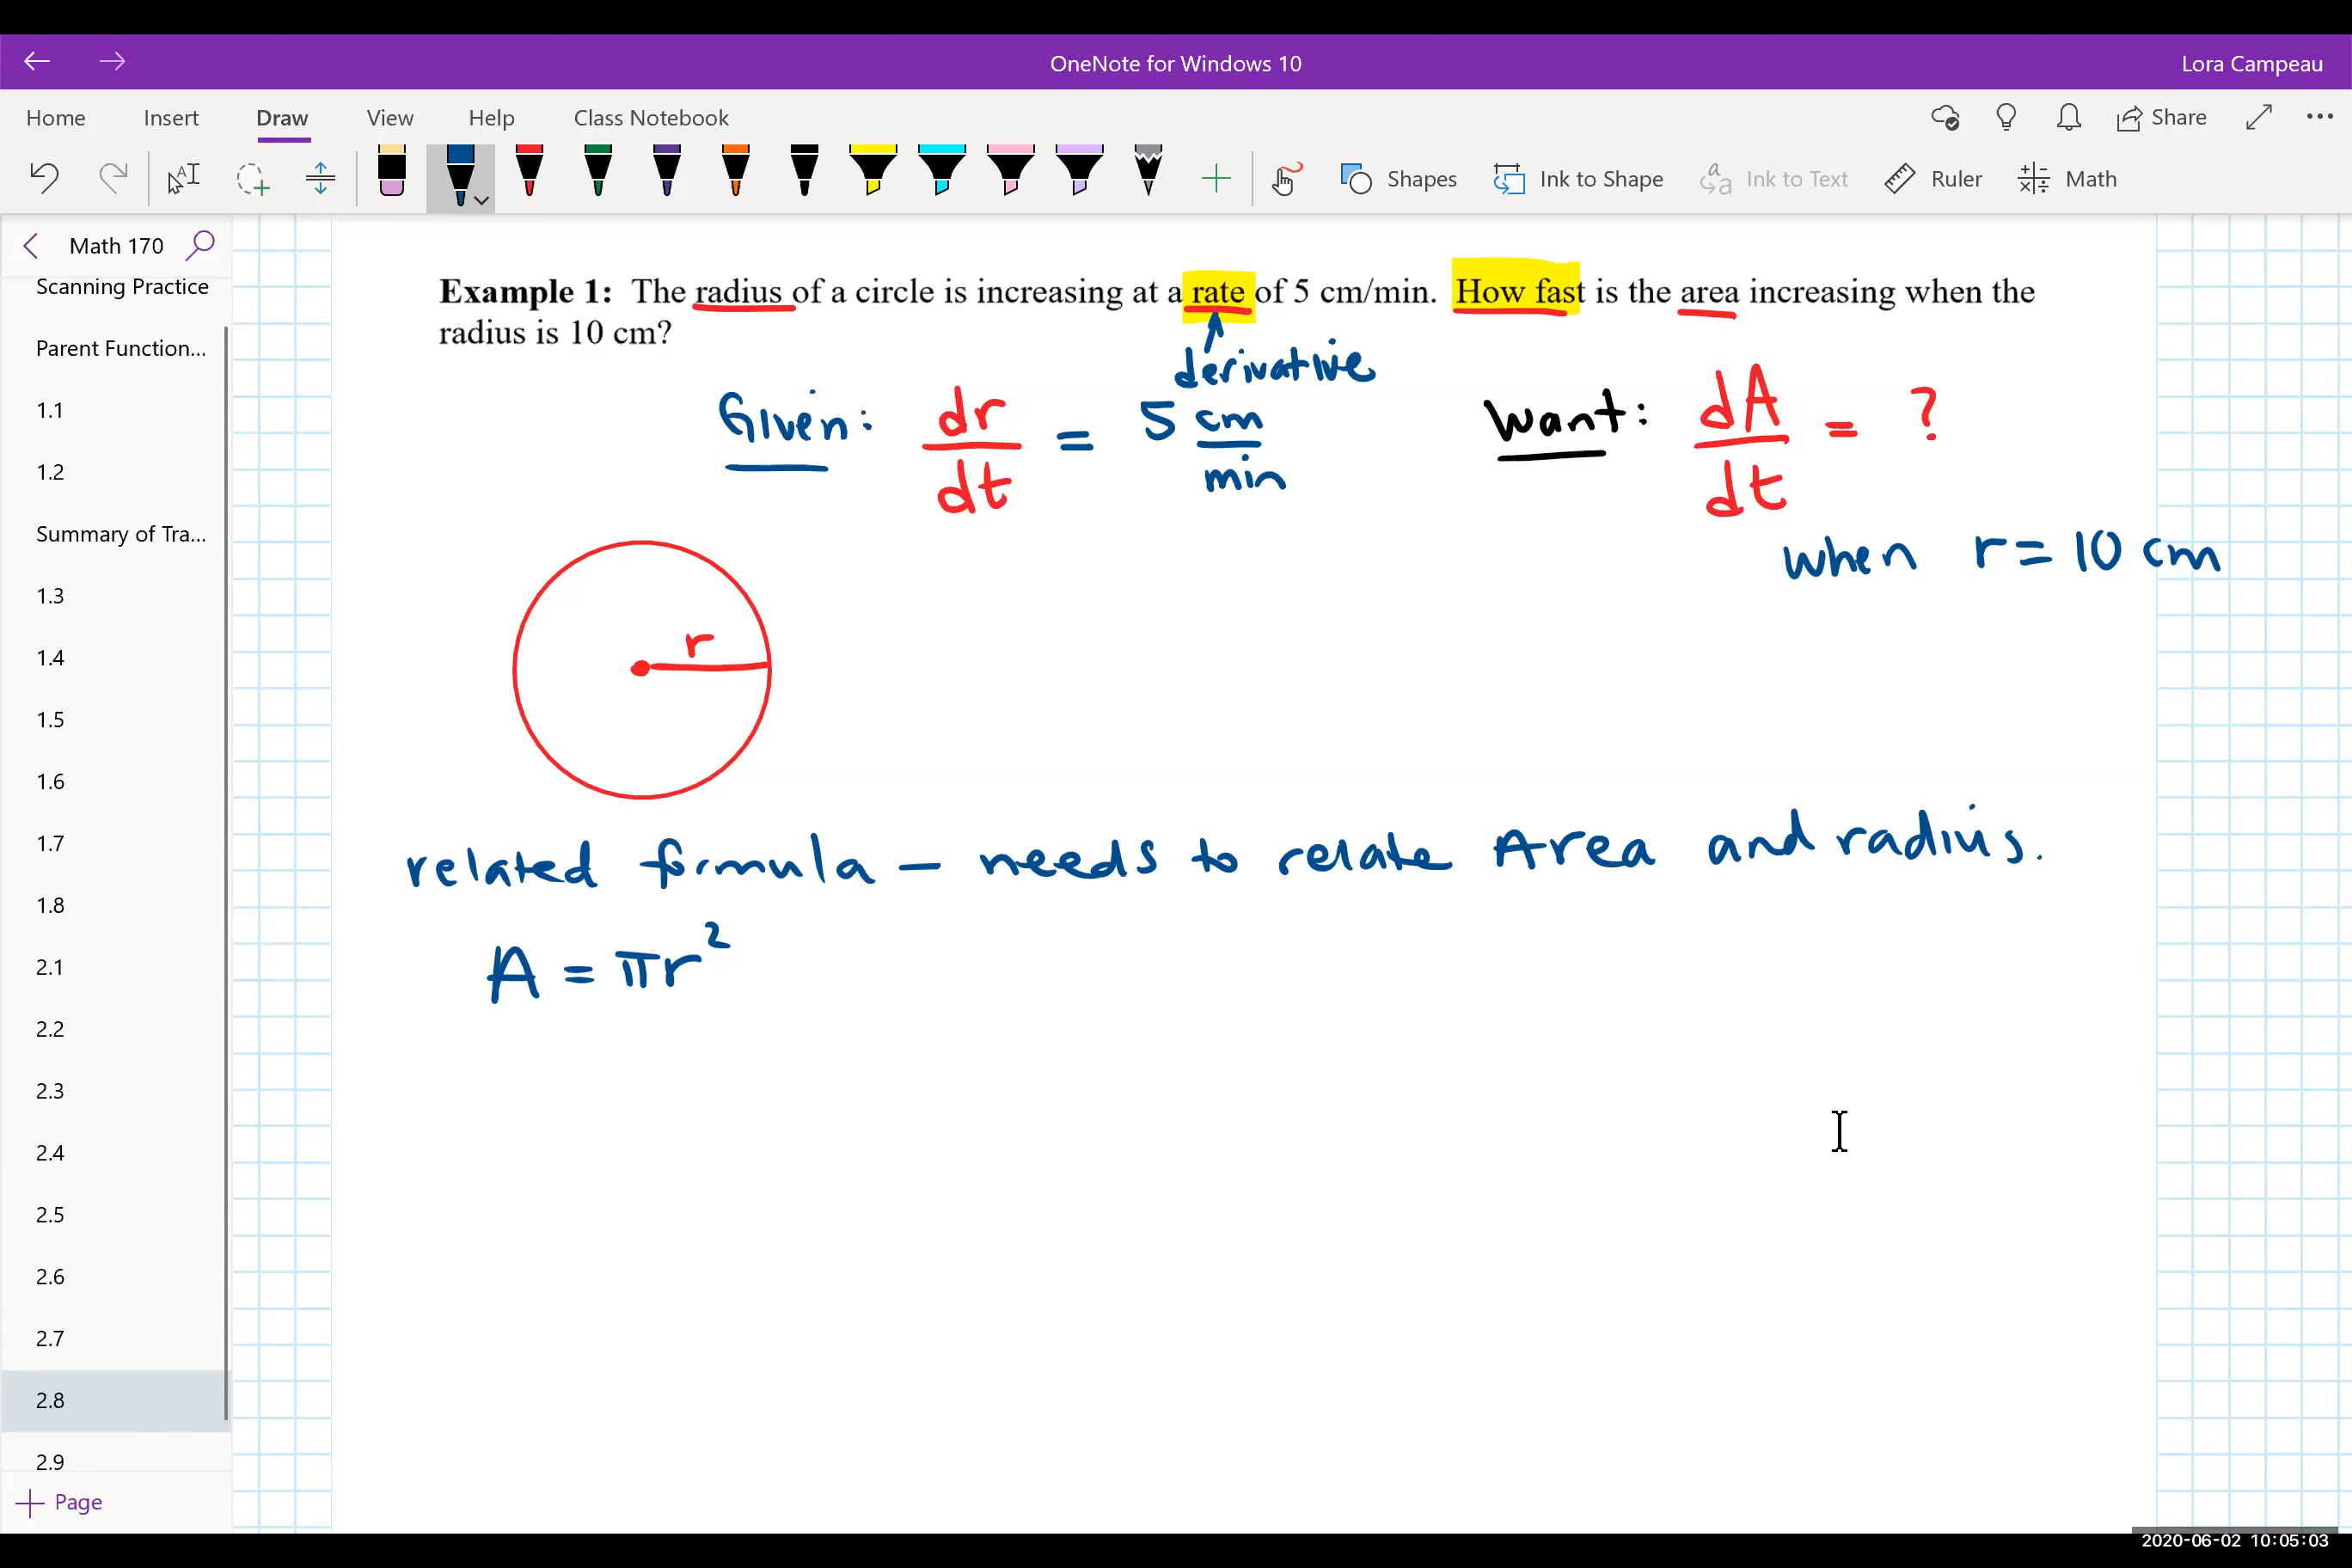 OneNote for Windows 10
Lora Campeau
Home Insert Draw View Help Class Notebook Share
Shapes Ink to Shape Ink to Text Ruler Math
Math 170
Scanning Practice
Parent Function...
1.1
1.2
Summary of Tra...
1.3
1.4
1.5
1.6
1.7
1.8
2.1
2.2
2.3
2.4
2.5
2.6
2.7
2.8
2.9
Page
Example 1: The radius of a circle is increasing at a rate of 5 cm/min. How fast is the area increasing when the
radius is 10 cm?
derivative
Given: dr/dt = 5 cm/min
Want: dA/dt = ?
when r = 10 cm
r
related formula — needs to relate Area and radius.
A = πr²
2020-06-02 10:05:03